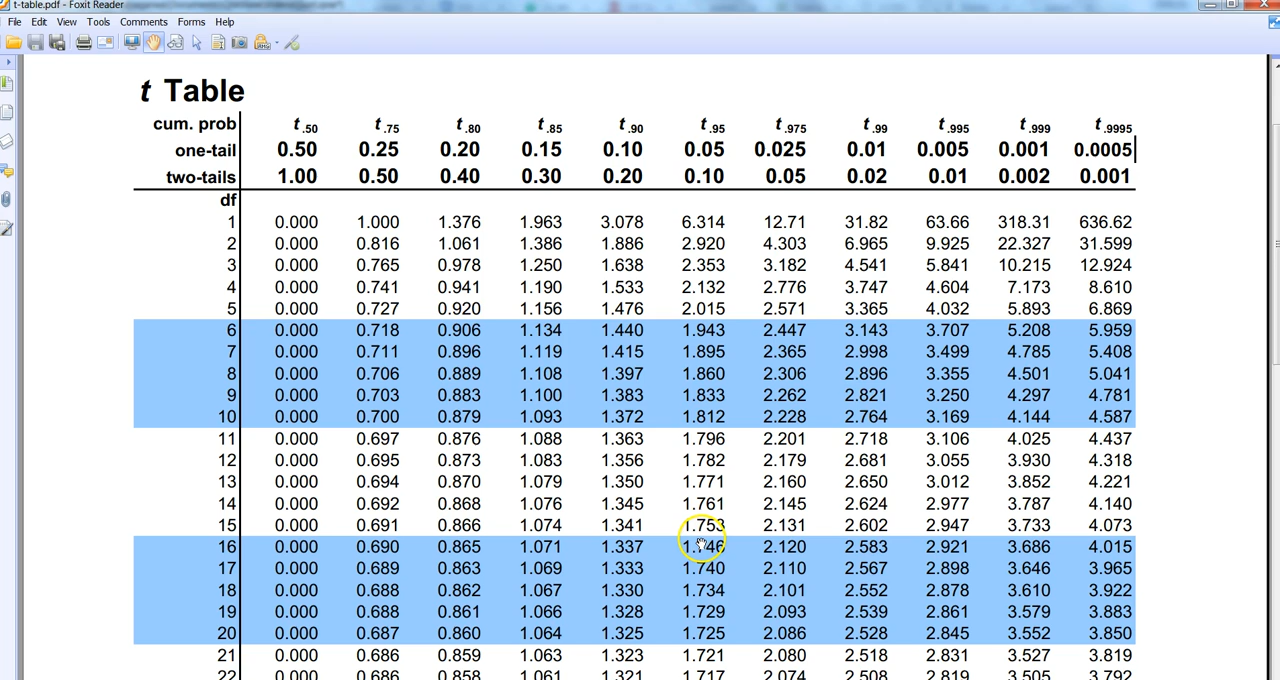 t-table.pdf - Foxit Reader
File Edit View Tools Comments Forms Help
t Table
cum. prob t .50 t .75 t .80 t .85 t .90 t .95 t .975 t .99 t .995 t .999 t .9995
one-tail 0.50 0.25 0.20 0.15 0.10 0.05 0.025 0.01 0.005 0.001 0.0005
two-tails 1.00 0.50 0.40 0.30 0.20 0.10 0.05 0.02 0.01 0.002 0.001
df
1 0.000 1.000 1.376 1.963 3.078 6.314 12.71 31.82 63.66 318.31 636.62
2 0.000 0.816 1.061 1.386 1.886 2.920 4.303 6.965 9.925 22.327 31.599
3 0.000 0.765 0.978 1.250 1.638 2.353 3.182 4.541 5.841 10.215 12.924
4 0.000 0.741 0.941 1.190 1.533 2.132 2.776 3.747 4.604 7.173 8.610
5 0.000 0.727 0.920 1.156 1.476 2.015 2.571 3.365 4.032 5.893 6.869
6 0.000 0.718 0.906 1.134 1.440 1.943 2.447 3.143 3.707 5.208 5.959
7 0.000 0.711 0.896 1.119 1.415 1.895 2.365 2.998 3.499 4.785 5.408
8 0.000 0.706 0.889 1.108 1.397 1.860 2.306 2.896 3.355 4.501 5.041
9 0.000 0.703 0.883 1.100 1.383 1.833 2.262 2.821 3.250 4.297 4.781
10 0.000 0.700 0.879 1.093 1.372 1.812 2.228 2.764 3.169 4.144 4.587
11 0.000 0.697 0.876 1.088 1.363 1.796 2.201 2.718 3.106 4.025 4.437
12 0.000 0.695 0.873 1.083 1.356 1.782 2.179 2.681 3.055 3.930 4.318
13 0.000 0.694 0.870 1.079 1.350 1.771 2.160 2.650 3.012 3.852 4.221
14 0.000 0.692 0.868 1.076 1.345 1.761 2.145 2.624 2.977 3.787 4.140
15 0.000 0.691 0.866 1.074 1.341 1.753 2.131 2.602 2.947 3.733 4.073
16 0.000 0.690 0.865 1.071 1.337 1.746 2.120 2.583 2.921 3.686 4.015
17 0.000 0.689 0.863 1.069 1.333 1.740 2.110 2.567 2.898 3.646 3.965
18 0.000 0.688 0.862 1.067 1.330 1.734 2.101 2.552 2.878 3.610 3.922
19 0.000 0.688 0.861 1.066 1.328 1.729 2.093 2.539 2.861 3.579 3.883
20 0.000 0.687 0.860 1.064 1.325 1.725 2.086 2.528 2.845 3.552 3.850
21 0.000 0.686 0.859 1.063 1.323 1.721 2.080 2.518 2.831 3.527 3.819
22 0.000 0.686 0.858 1.061 1.321 1.717 2.074 2.508 2.819 3.505 3.792